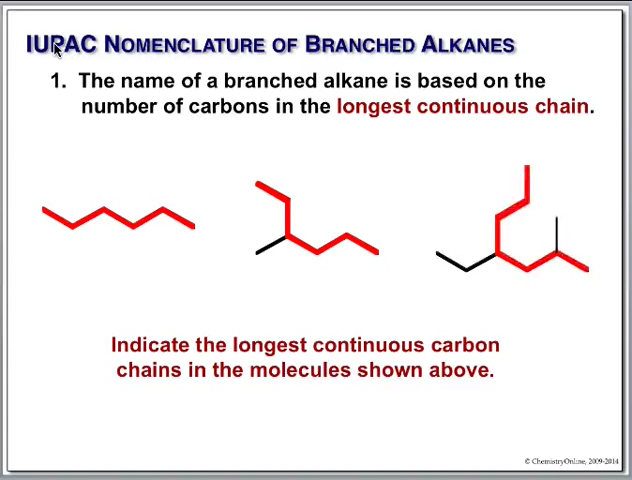 IUPAC NOMENCLATURE OF BRANCHED ALKANES
1. The name of a branched alkane is based on the
number of carbons in the longest continuous chain.
Indicate the longest continuous carbon
chains in the molecules shown above.
© ChemistryOnline, 2009-2014